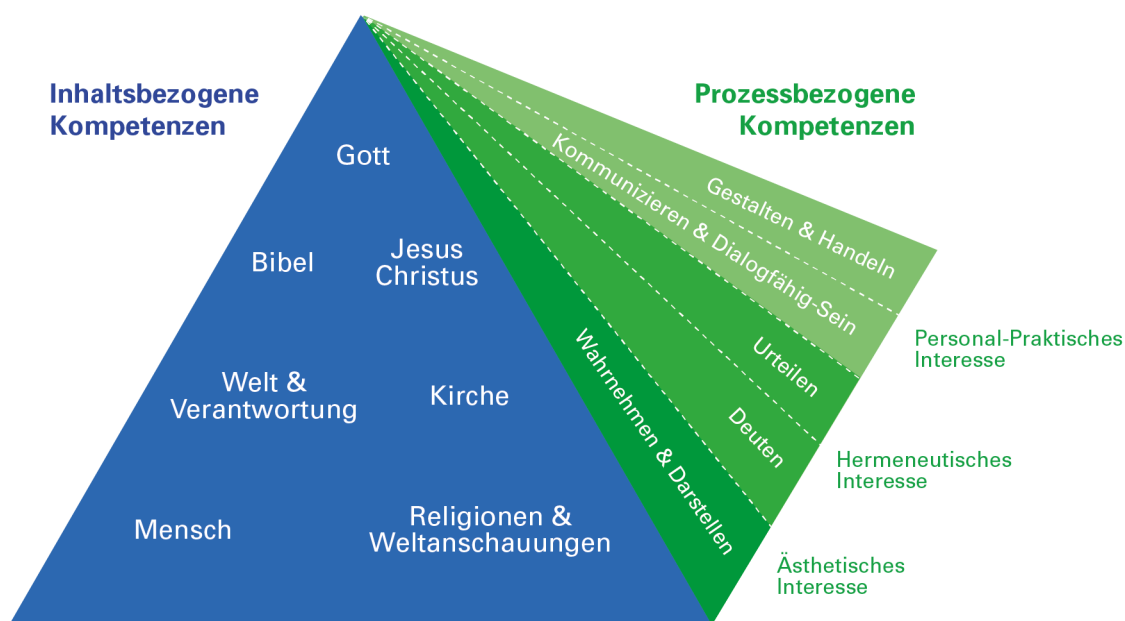 Inhaltsbezogene
Kompetenzen
Prozessbezogene
Kompetenzen
Gott
Bibel
Jesus
Christus
Welt &
Verantwortung
Kirche
Mensch
Religionen &
Weltanschauungen
Gestalten & Handeln
Kommunizieren & Dialogfähig-Sein
Urteilen
Deuten
Wahrnehmen & Darstellen
Personal-Praktisches
Interesse
Hermeneutisches
Interesse
Ästhetisches
Interesse